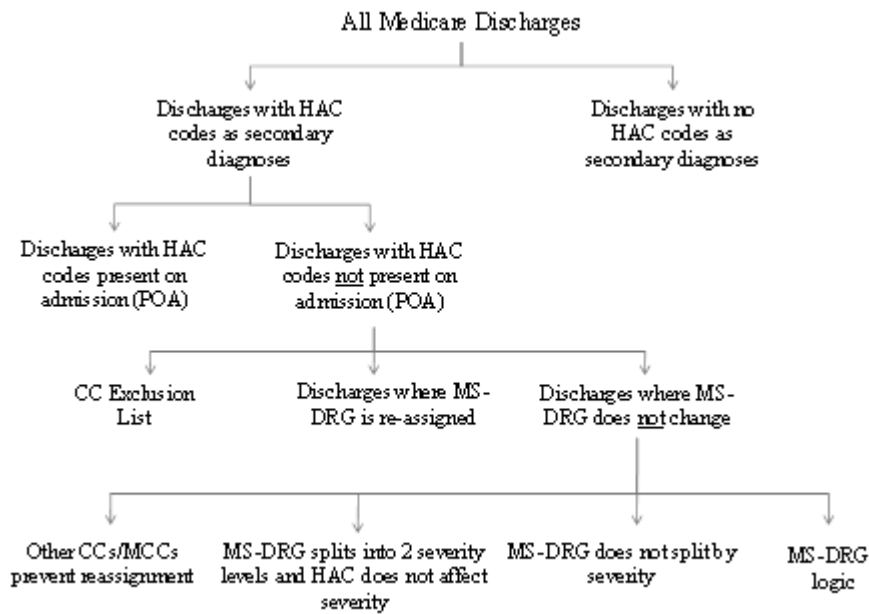 All Medicare Discharges
Discharges with HAC
codes as secondary
diagnoses
Discharges with no
HAC codes as
secondary diagnoses
Discharges with HAC
codes present on
admission (POA)
Discharges with HAC
codes not present on
admission (POA)
CC Exclusion
List
Discharges where MS-
DRG is re-assigned
Discharges where MS-
DRG does not change
Other CCs/MCCs
prevent reassignment
MS-DRG splits into 2 severity
levels and HAC does not affect
severity
MS-DRG does not split by
severity
MS-DRG
logic